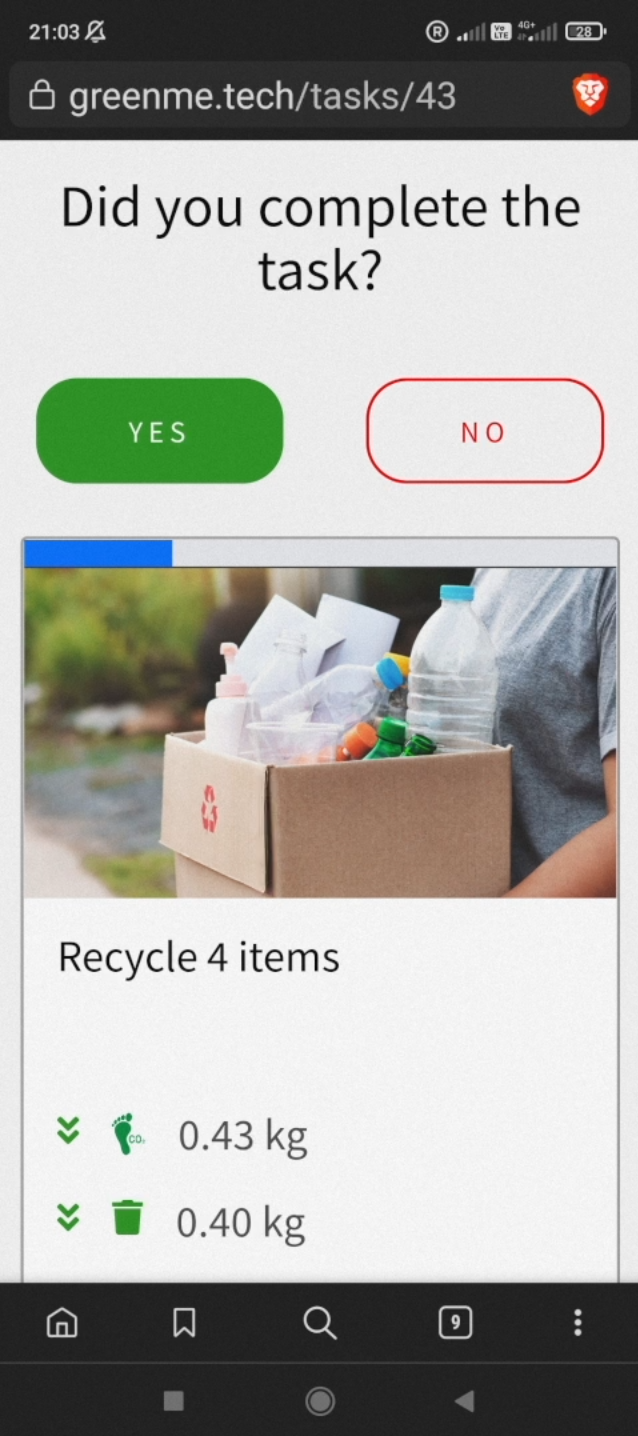 21:03
R
Vo
LTE
4G+
28
greenme.tech/tasks/43
Did you complete the
task?
YES
NO
Recycle 4 items
CO₂
0.43 kg
0.40 kg
9